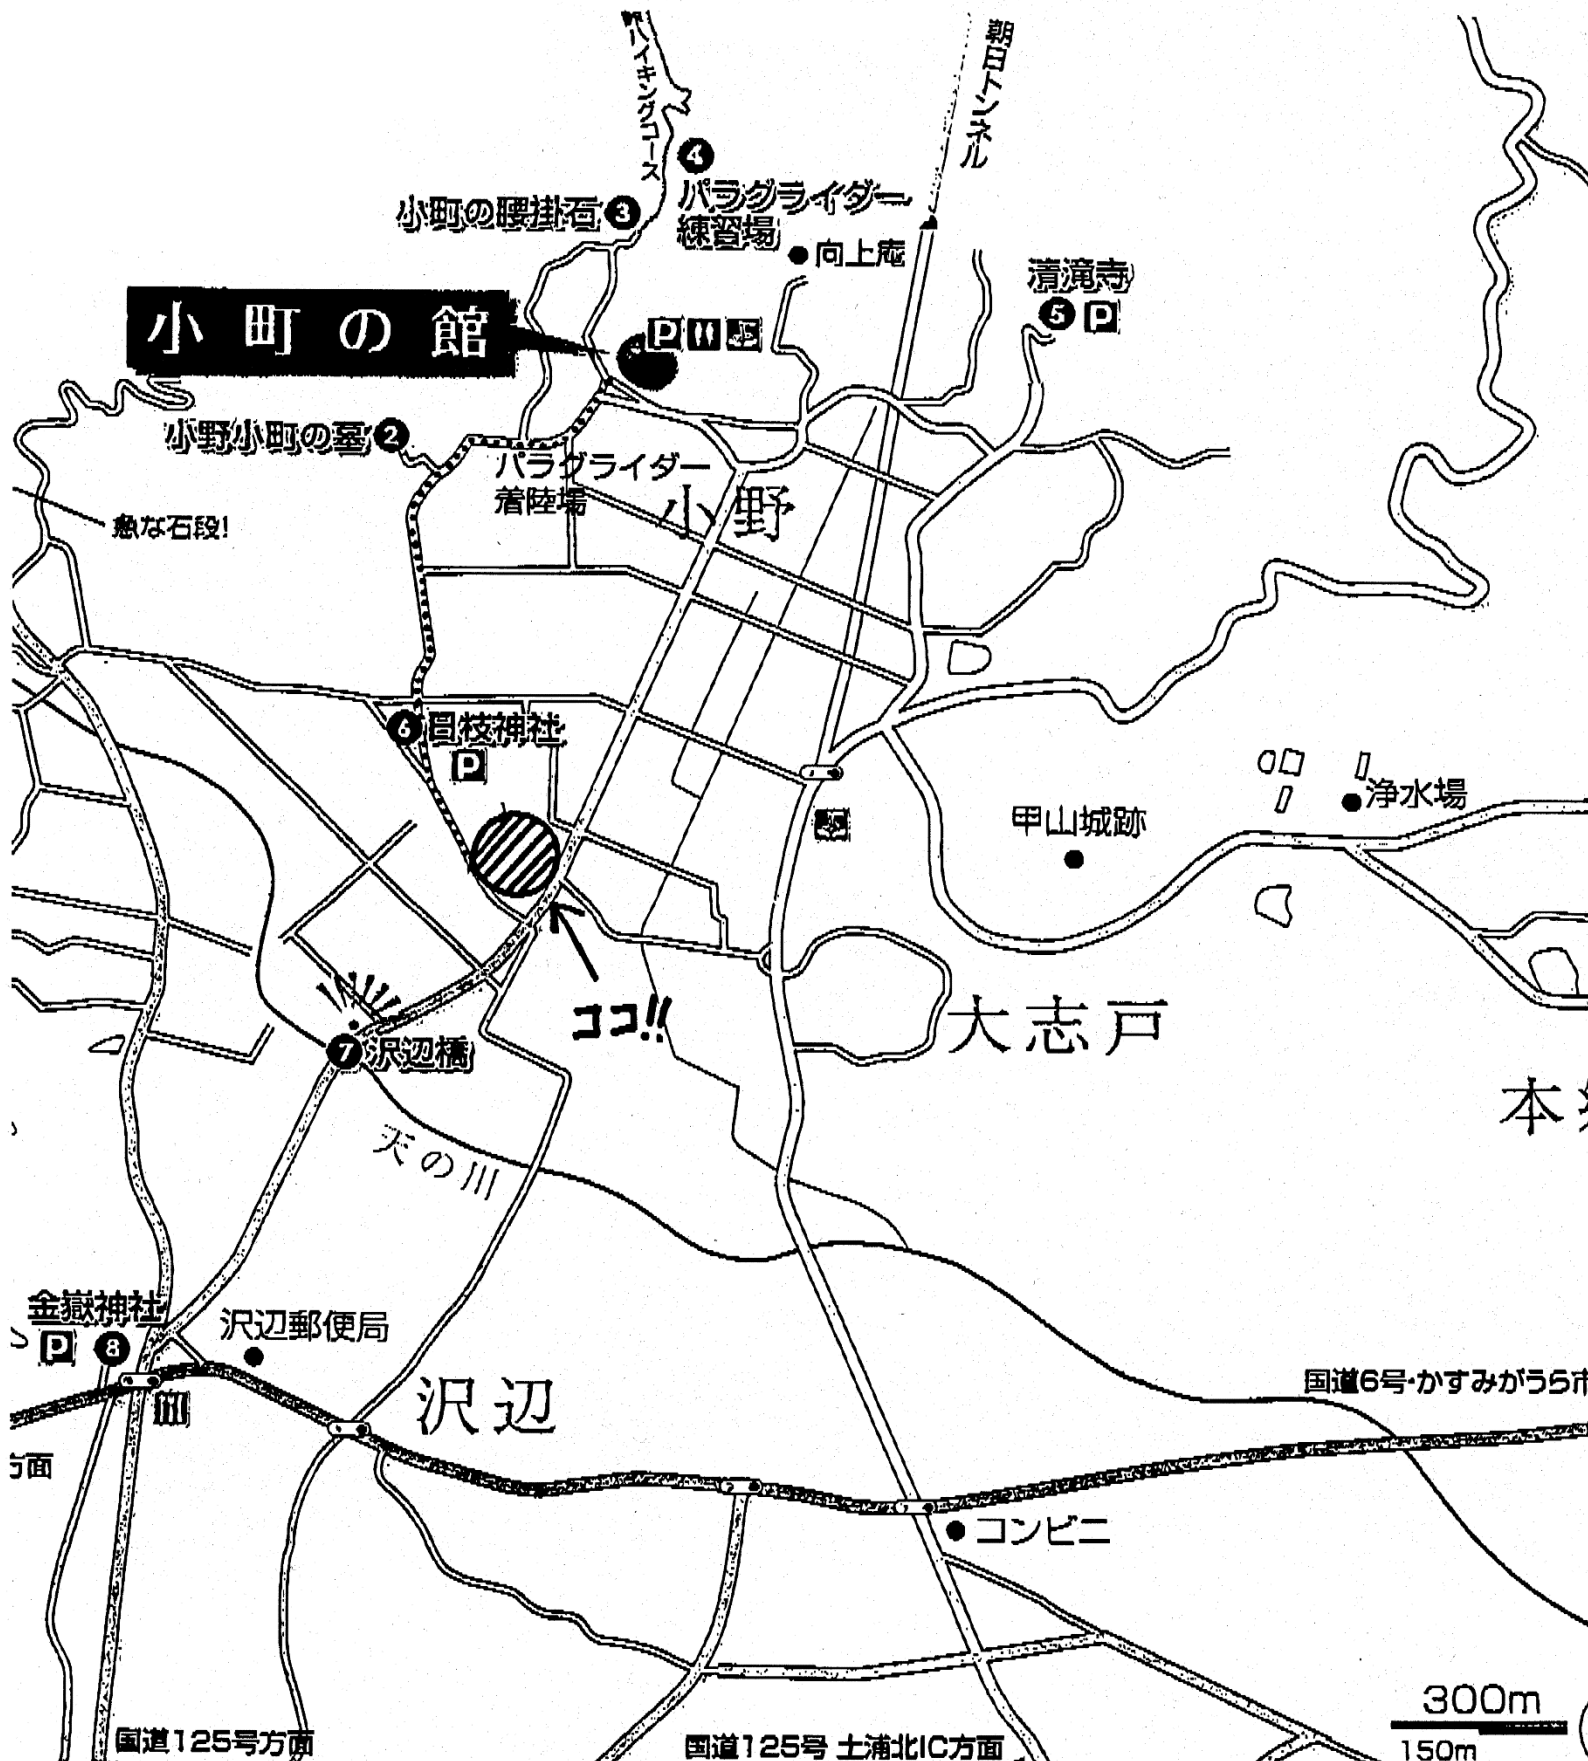 ハイキングコース
朝日トンネル
4
パラグライダー
練習場
小町の腰掛石 3
向上庵
清滝寺
5 P
小町の館
P
小野小町の墓 2
パラグライダー
着陸場
小野
急な石段!
6 日枝神社
P
甲山城跡
浄水場
ココ!!
大志戸
7 沢辺橋
本
天の川
金嶽神社
P 8
沢辺郵便局
沢辺
国道6号・かすみがうら市
方面
コンビニ
300m
150m
国道125号方面
国道125号 土浦北IC方面